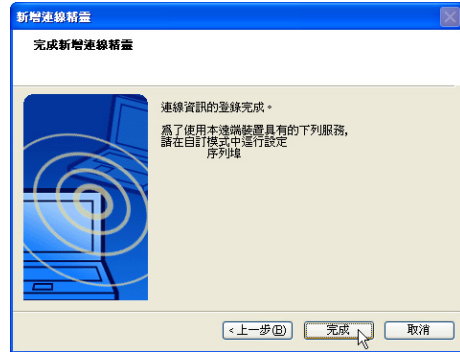 新增連線精靈
完成新增連線精靈
連線資訊的登錄完成。
爲了使用本遠端裝置具有的下列服務,
請在自訂模式中進行設定
序列埠
<上一步(B)
完成
取消